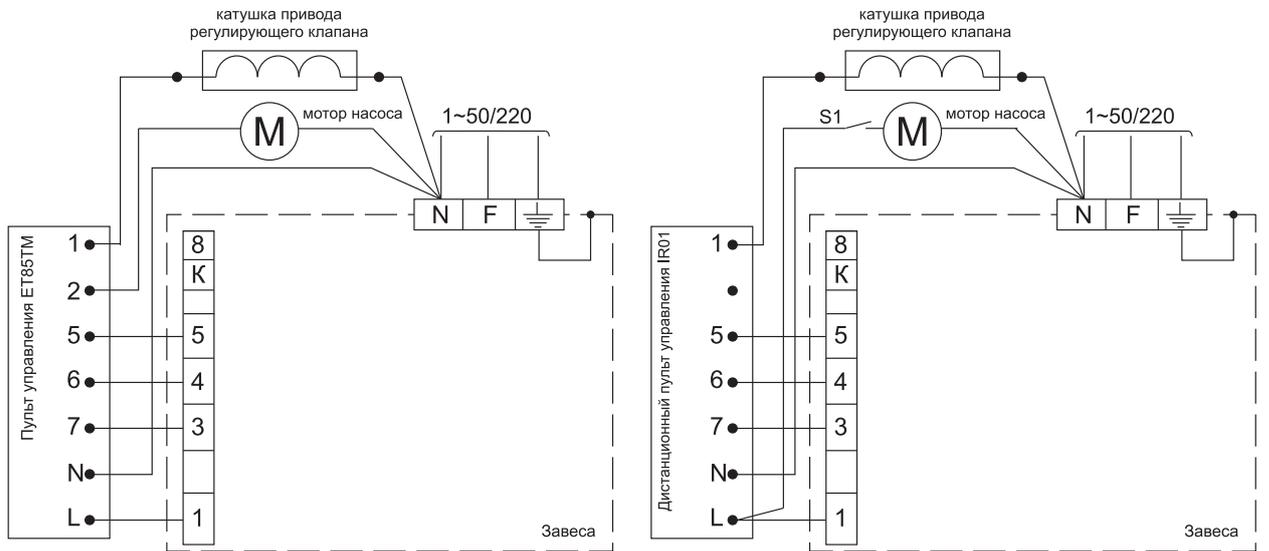 катушка привода
регулирующего клапана
мотор насоса
M
1~50/220
N F
Пульт управления ET85TM
1
2
5
6
7
N
L
8
К
5
4
3
1
Завеса
катушка привода
регулирующего клапана
S1
M
мотор насоса
1~50/220
N F
Дистанционный пульт управления IR01
1
5
6
7
N
L
8
К
5
4
3
1
Завеса